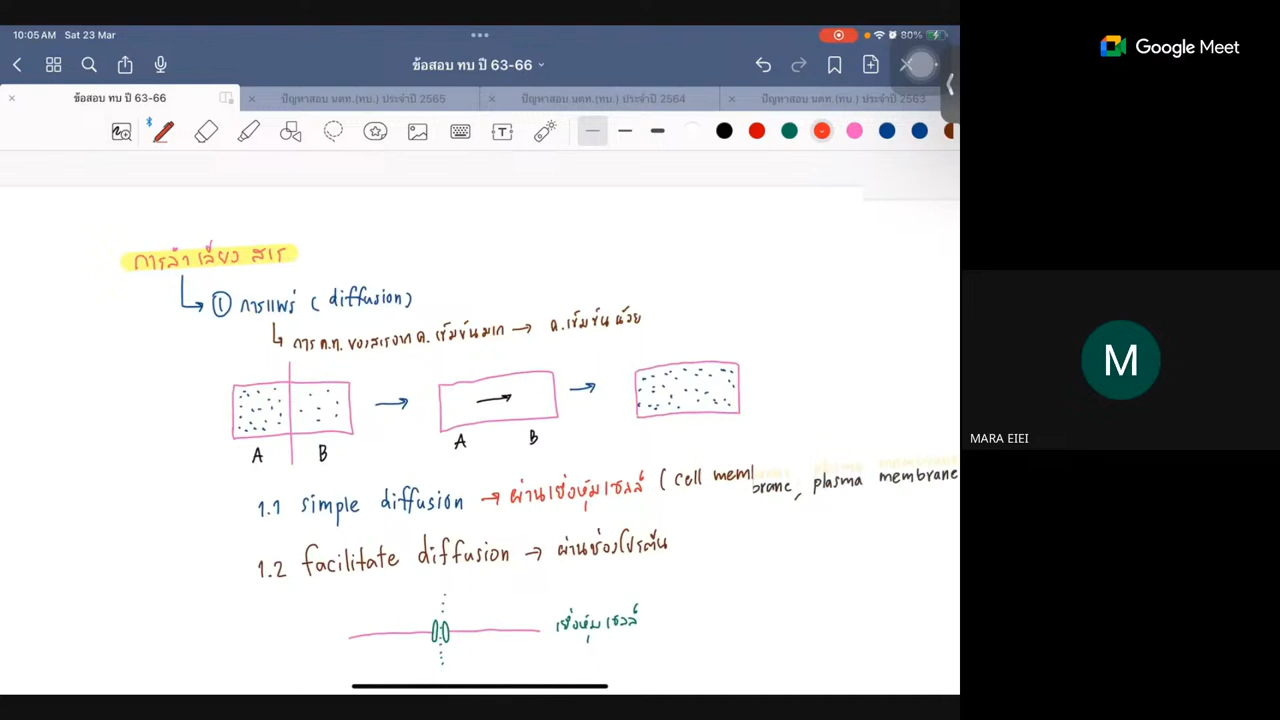 10:05 AM Sat 23 Mar
80%
Google Meet
ข้อสอบ ทบ ปี 63-66
ข้อสอบ ทบ ปี 63-66
ปัญหาสอบ นดท.(ทบ.) ประจำปี 2565
ปัญหาสอบ นดท.(ทบ.) ประจำปี 2564
ปัญหาสอบ นดท.(ทบ.) ประจำปี 2563
T
การลำเลียงสาร
① การแพร่ (diffusion)
การ ค.ท. ของสารจาก ค. เข้มข้นมาก → ค. เข้มข้นน้อย
A B
A B
1.1 simple diffusion → ผ่านเยื่อหุ้มเซลล์ (cell membrane, plasma membrane
1.2 facilitate diffusion → ผ่านช่องโปรตีน
เยื่อหุ้มเซลล์
M
MARA EIEI